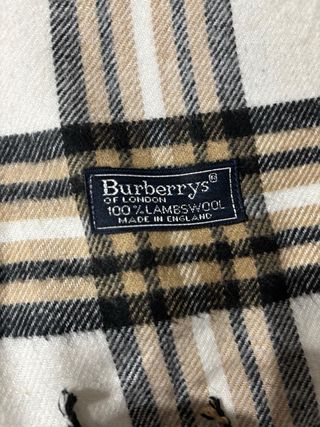 Burberrys®
OF LONDON
100% LAMBSWOOL
MADE IN ENGLAND